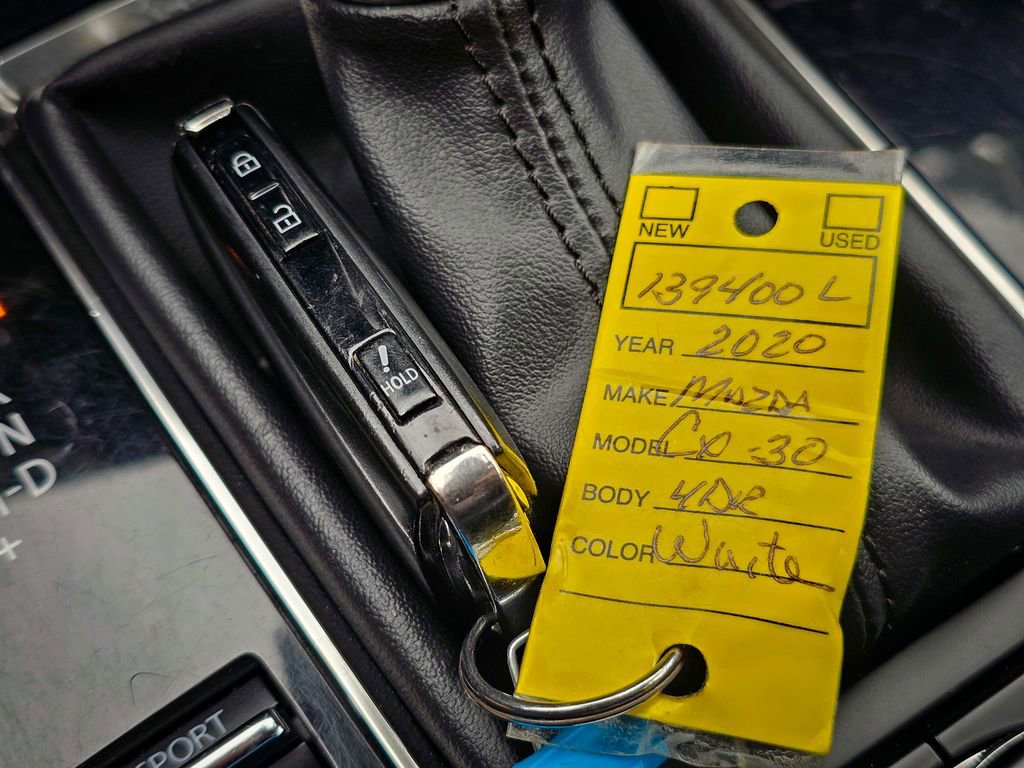 NEW
USED
139400 L
YEAR 2020
MAKE MAZDA
MODEL CX-30
BODY 4DR
COLOR White
!
HOLD
N
-D
+
SPORT